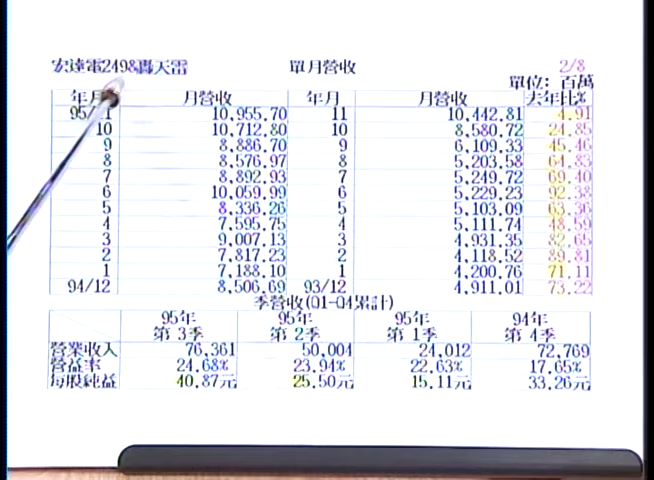 宏達電2498轟天雷 單月營收 2/8
單位: 百萬
年月 月營收 年月 月營收 去年比%
95/11 10,955.70 11 10,442.81 4.91
10 10,712.80 10 8,580.72 24.85
9 8,886.70 9 6,109.33 45.46
8 8,576.97 8 5,203.58 64.83
7 8,892.93 7 5,249.72 69.40
6 10,059.99 6 5,229.23 92.38
5 8,336.26 5 5,103.09 63.36
4 7,595.75 4 5,111.74 48.59
3 9,007.13 3 4,931.35 82.65
2 7,817.23 2 4,118.52 89.81
1 7,188.10 1 4,200.76 71.11
94/12 8,506.69 93/12 4,911.01 73.22
季營收(Q1-Q4累計)
95年 95年 95年 94年
第 3季 第 2季 第 1季 第 4季
營業收入 76,361 50,004 24,012 72,769
營益率 24.68% 23.94% 22.63% 17.65%
每股純益 40.87元 25.50元 15.11元 33.26元